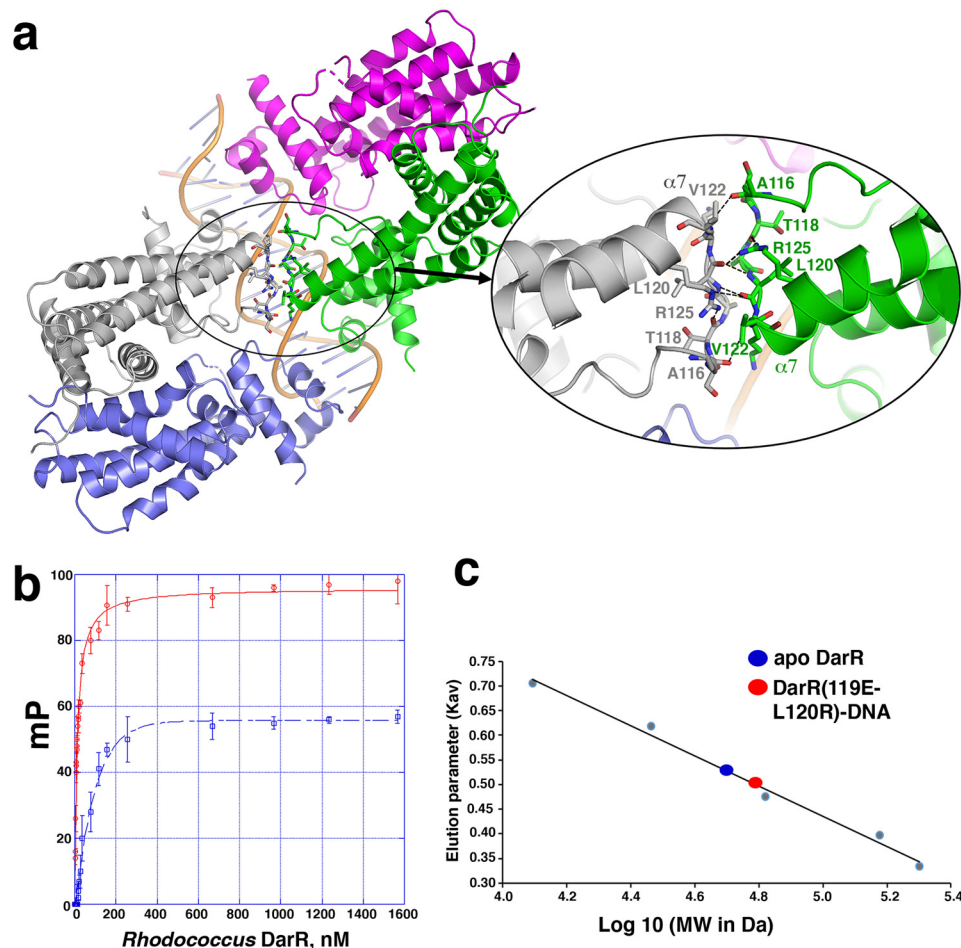 a
α7
V122
A116
T118
R125
L120
L120
R125
T118
V122
A116
α7
b
mP
100
80
60
40
20
0
0
200
400
600
800
1000
1200
1400
1600
Rhodococcus DarR, nM
c
apo DarR
DarR(119E-
L120R)-DNA
Elution parameter (Kav)
0.75
0.70
0.65
0.60
0.55
0.50
0.45
0.40
0.35
0.30
4.0
4.2
4.4
4.6
4.8
5.0
5.2
5.4
Log 10 (MW in Da)